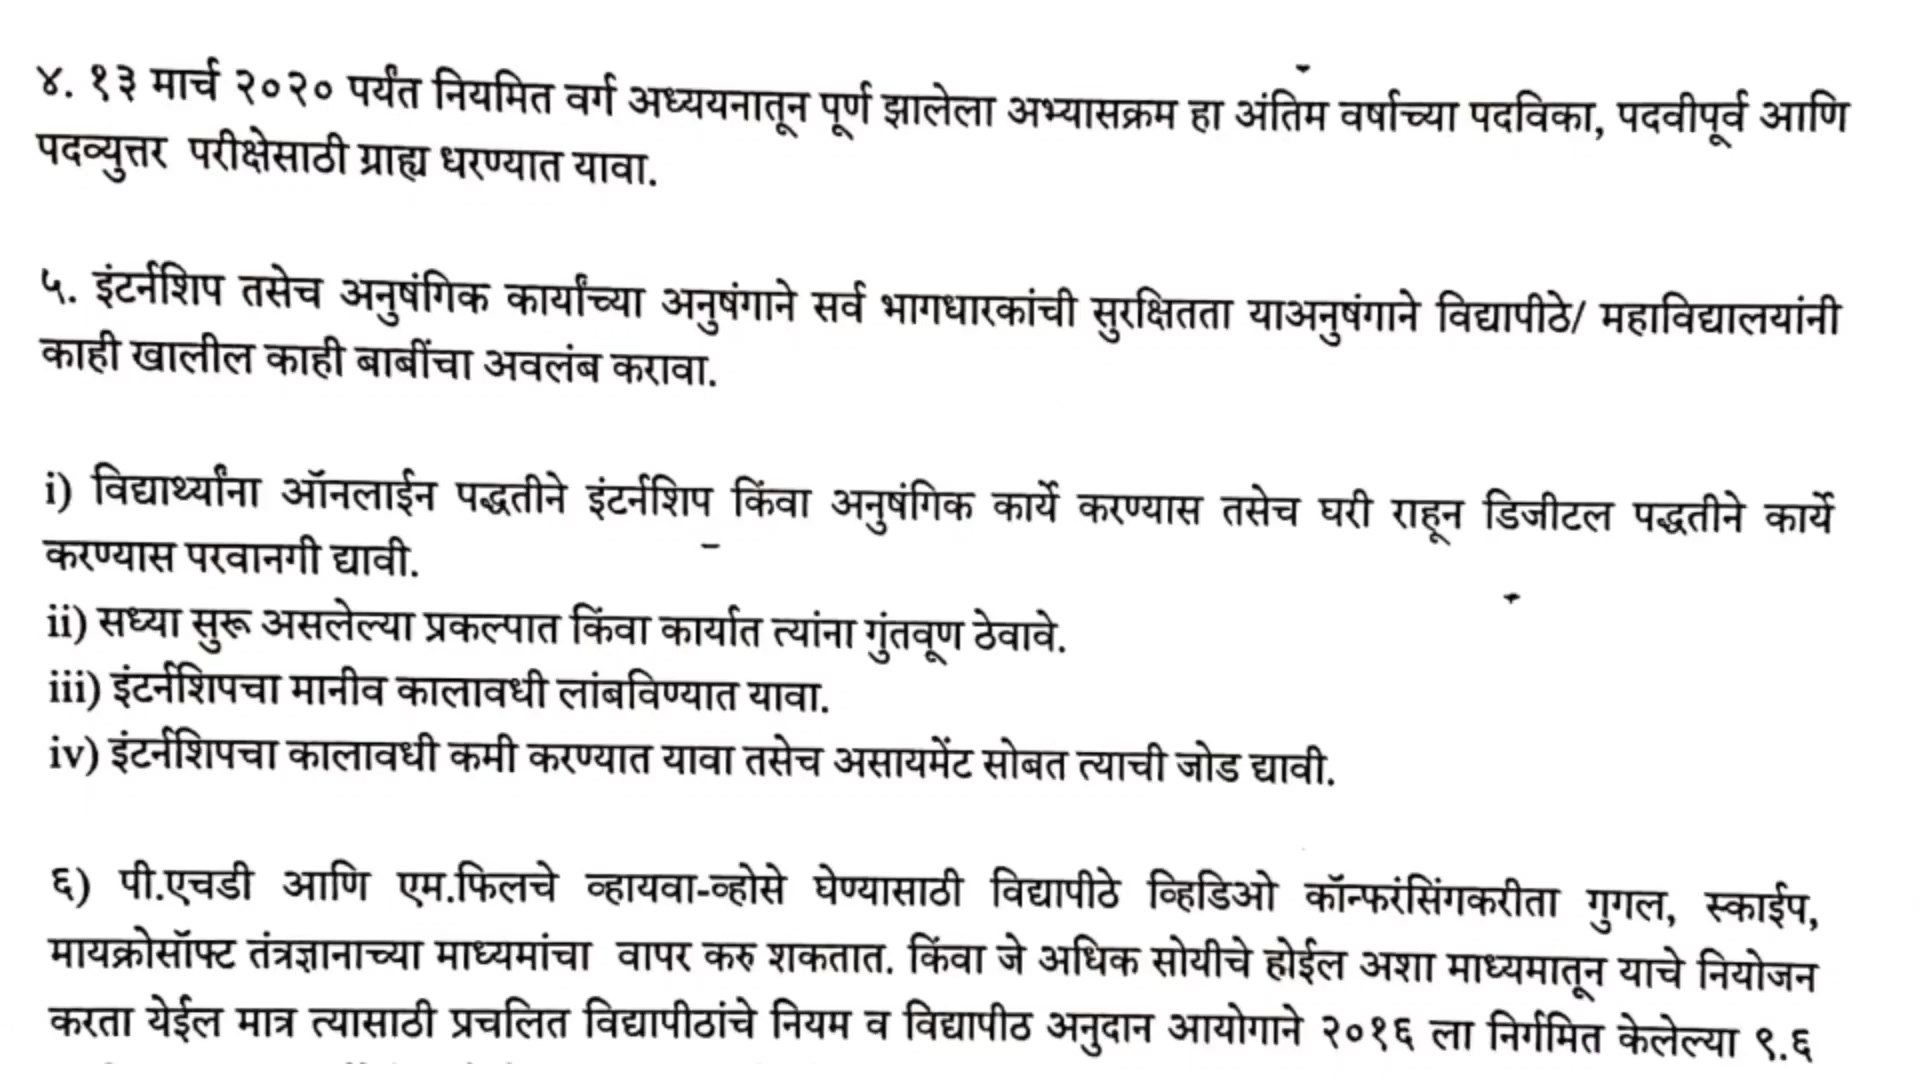 ४. १३ मार्च २०२० पर्यंत नियमित वर्ग अध्ययनातून पूर्ण झालेला अभ्यासक्रम हा अंतिम वर्षाच्या पदविका, पदवीपूर्व आणि
पदव्युत्तर परीक्षेसाठी ग्राह्य धरण्यात यावा.
५. इंटर्नशिप तसेच अनुषंगिक कार्यांच्या अनुषंगाने सर्व भागधारकांची सुरक्षितता याअनुषंगाने विद्यापीठे/ महाविद्यालयांनी
काही खालील काही बाबींचा अवलंब करावा.
i) विद्यार्थ्यांना ऑनलाईन पद्धतीने इंटर्नशिप किंवा अनुषंगिक कार्ये करण्यास तसेच घरी राहून डिजीटल पद्धतीने कार्ये
करण्यास परवानगी द्यावी.
ii) सध्या सुरू असलेल्या प्रकल्पात किंवा कार्यात त्यांना गुंतवूण ठेवावे.
iii) इंटर्नशिपचा मानीव कालावधी लांबविण्यात यावा.
iv) इंटर्नशिपचा कालावधी कमी करण्यात यावा तसेच असायमेंट सोबत त्याची जोड द्यावी.
६) पी.एचडी आणि एम.फिलचे व्हायवा-व्होसे घेण्यासाठी विद्यापीठे व्हिडिओ कॉन्फरंसिंगकरीता गुगल, स्काईप,
मायक्रोसॉफ्ट तंत्रज्ञानाच्या माध्यमांचा वापर करु शकतात. किंवा जे अधिक सोयीचे होईल अशा माध्यमातून याचे नियोजन
करता येईल मात्र त्यासाठी प्रचलित विद्यापीठांचे नियम व विद्यापीठ अनुदान आयोगाने २०१६ ला निर्गमित केलेल्या ९.६